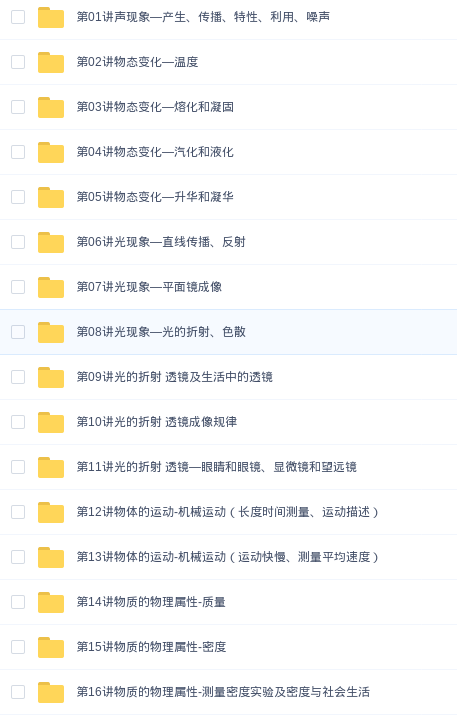 第01讲声现象—产生、传播、特性、利用、噪声
第02讲物态变化—温度
第03讲物态变化—熔化和凝固
第04讲物态变化—汽化和液化
第05讲物态变化—升华和凝华
第06讲光现象—直线传播、反射
第07讲光现象—平面镜成像
第08讲光现象—光的折射、色散
第09讲光的折射 透镜及生活中的透镜
第10讲光的折射 透镜成像规律
第11讲光的折射 透镜—眼睛和眼镜、显微镜和望远镜
第12讲物体的运动-机械运动（长度时间测量、运动描述）
第13讲物体的运动-机械运动（运动快慢、测量平均速度）
第14讲物质的物理属性-质量
第15讲物质的物理属性-密度
第16讲物质的物理属性-测量密度实验及密度与社会生活